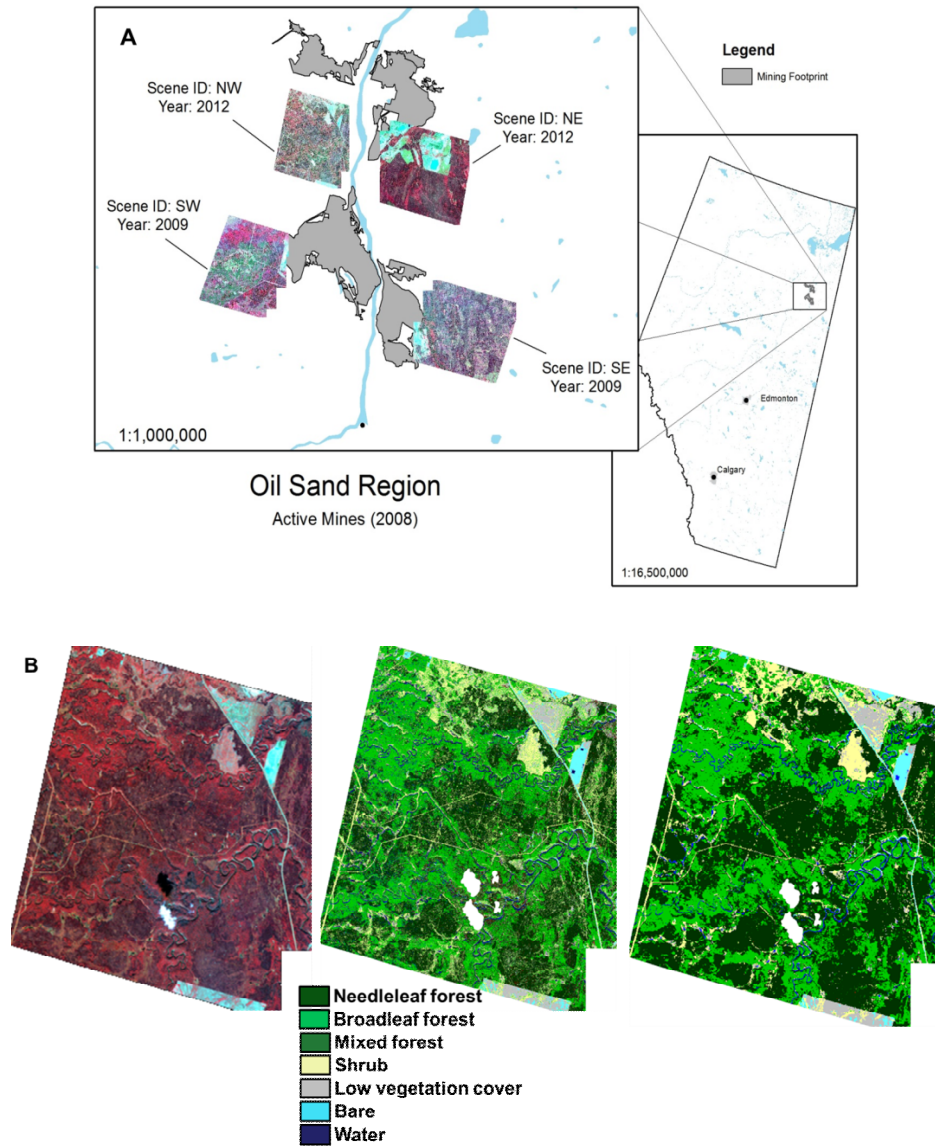 A
Legend
Mining Footprint
Scene ID: NW
Year: 2012
Scene ID: NE
Year: 2012
Scene ID: SW
Year: 2009
Scene ID: SE
Year: 2009
1:1,000,000
Edmonton
Calgary
1:16,500,000
Oil Sand Region
Active Mines (2008)
B
Needleleaf forest
Broadleaf forest
Mixed forest
Shrub
Low vegetation cover
Bare
Water